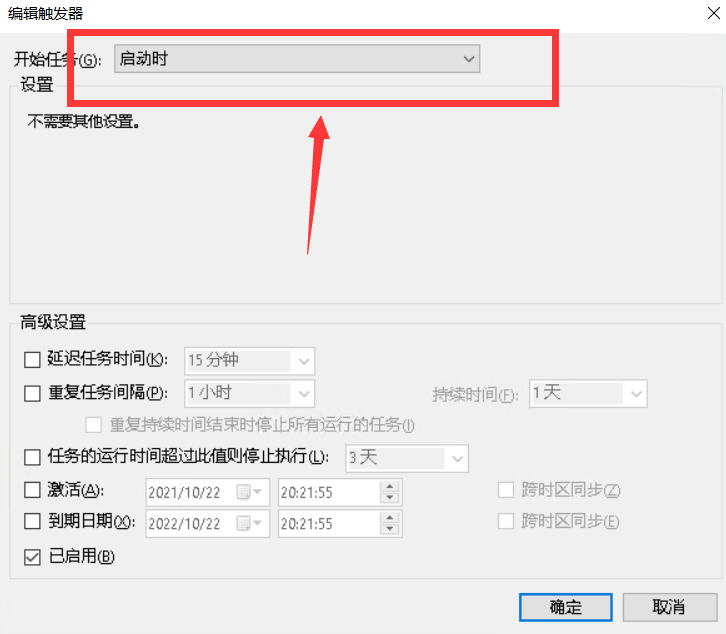 编辑触发器
开始任务(G): 启动时
设置
不需要其他设置。
高级设置
延迟任务时间(K): 15 分钟
重复任务间隔(P): 1 小时 持续时间(F): 1 天
重复持续时间结束时停止所有运行的任务(I)
任务的运行时间超过此值则停止执行(L): 3 天
激活(A): 2021/10/22 20:21:55 跨时区同步(Z)
到期日期(X): 2022/10/22 20:21:55 跨时区同步(E)
已启用(B)
确定 取消